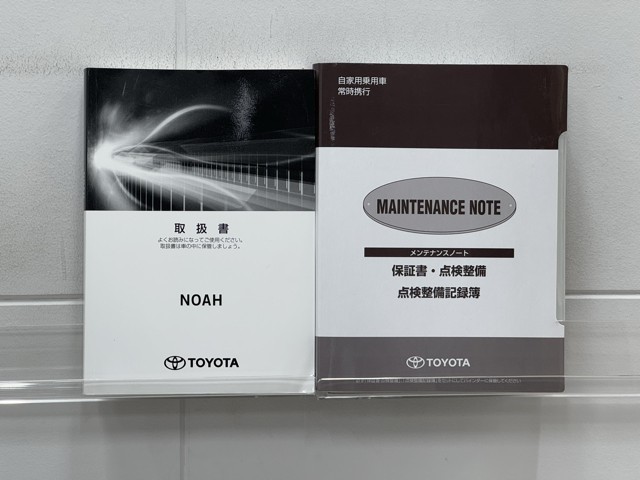 取扱書
よくお読みになってご使用ください。
取扱書は車の中に保管しましょう。
NOAH
TOYOTA
自家用乗用車
常時携行
MAINTENANCE NOTE
メンテナンスノート
保証書・点検整備
点検整備記録簿
TOYOTA